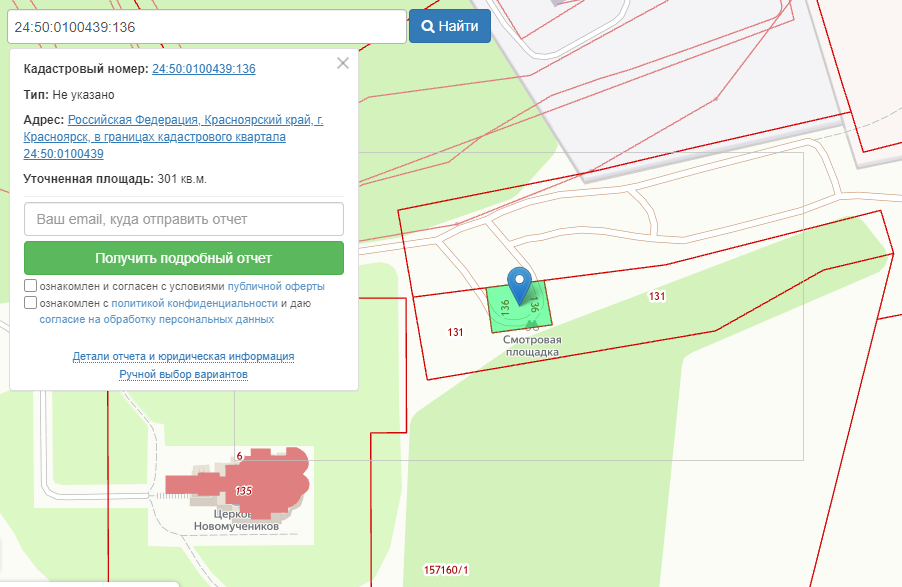 24:50:0100439:136
Найти
Кадастровый номер: 24:50:0100439:136
Тип: Не указано
Адрес: Российская Федерация, Красноярский край, г.
Красноярск, в границах кадастрового квартала
24:50:0100439
Уточненная площадь: 301 кв.м.
Ваш email, куда отправить отчет
Получить подробный отчет
ознакомлен и согласен с условиями публичной оферты
ознакомлен с политикой конфиденциальности и даю
согласие на обработку персональных данных
Детали отчета и юридическая информация
Ручной выбор вариантов
136
136
131
131
Смотровая
площадка
6
135
Церковь
Новомучеников
157160/1